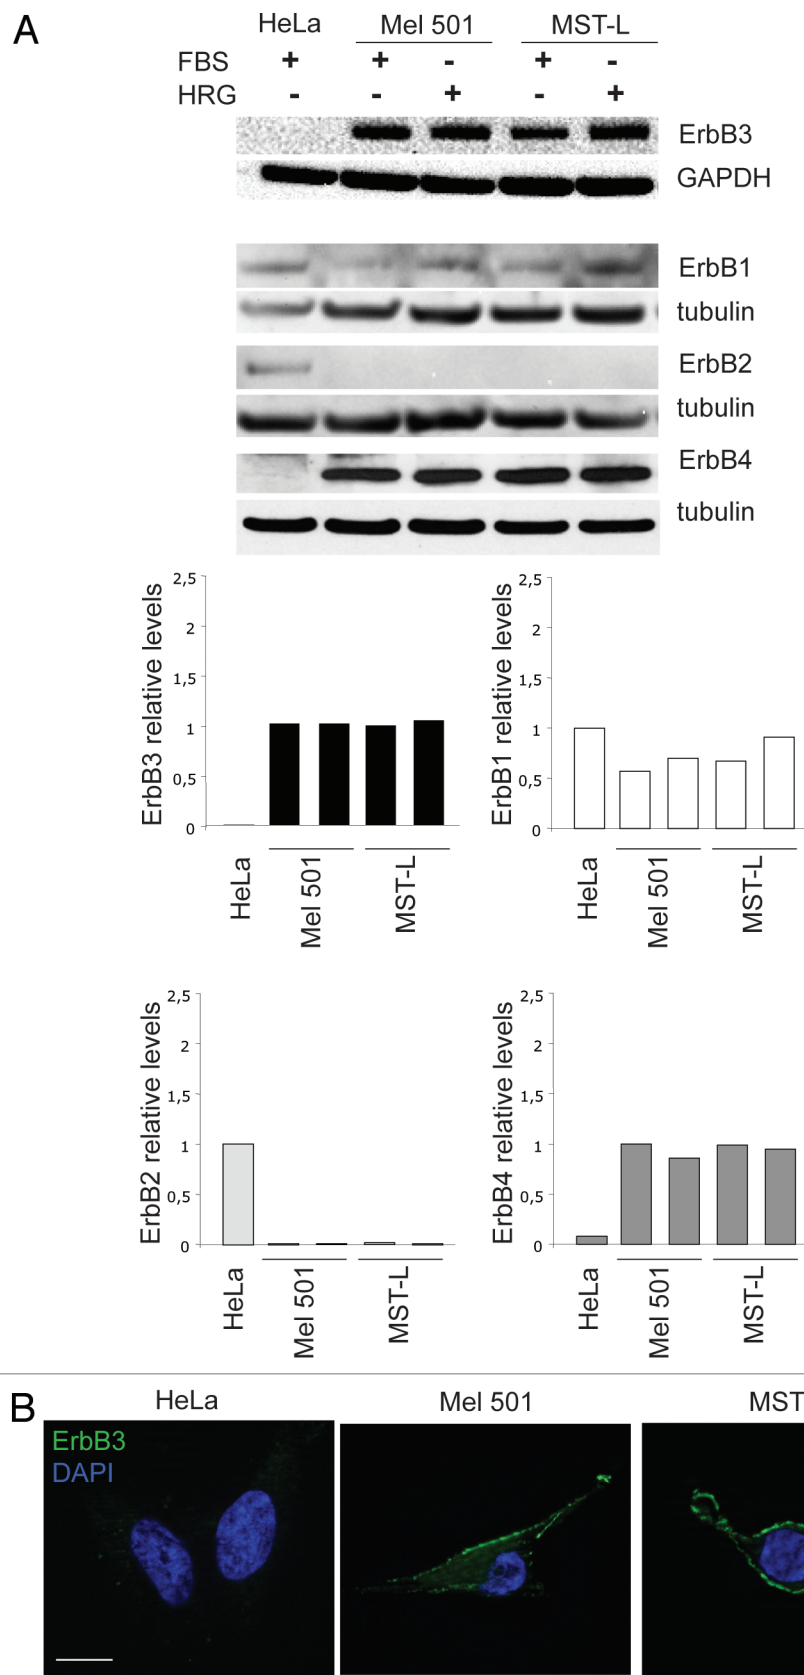 A
HeLa Mel 501 MST-L
FBS + + - + -
HRG - - + - +
ErbB3
GAPDH
ErbB1
tubulin
ErbB2
tubulin
ErbB4
tubulin
ErbB3 relative levels
2,5
2
1,5
1
0,5
0
HeLa
Mel 501
MST-L
ErbB1 relative levels
2,5
2
1,5
1
0,5
0
HeLa
Mel 501
MST-L
ErbB2 relative levels
2,5
2
1,5
1
0,5
0
HeLa
Mel 501
MST-L
ErbB4 relative levels
2,5
2
1,5
1
0,5
0
HeLa
Mel 501
MST-L
B
HeLa Mel 501 MST
ErbB3
DAPI